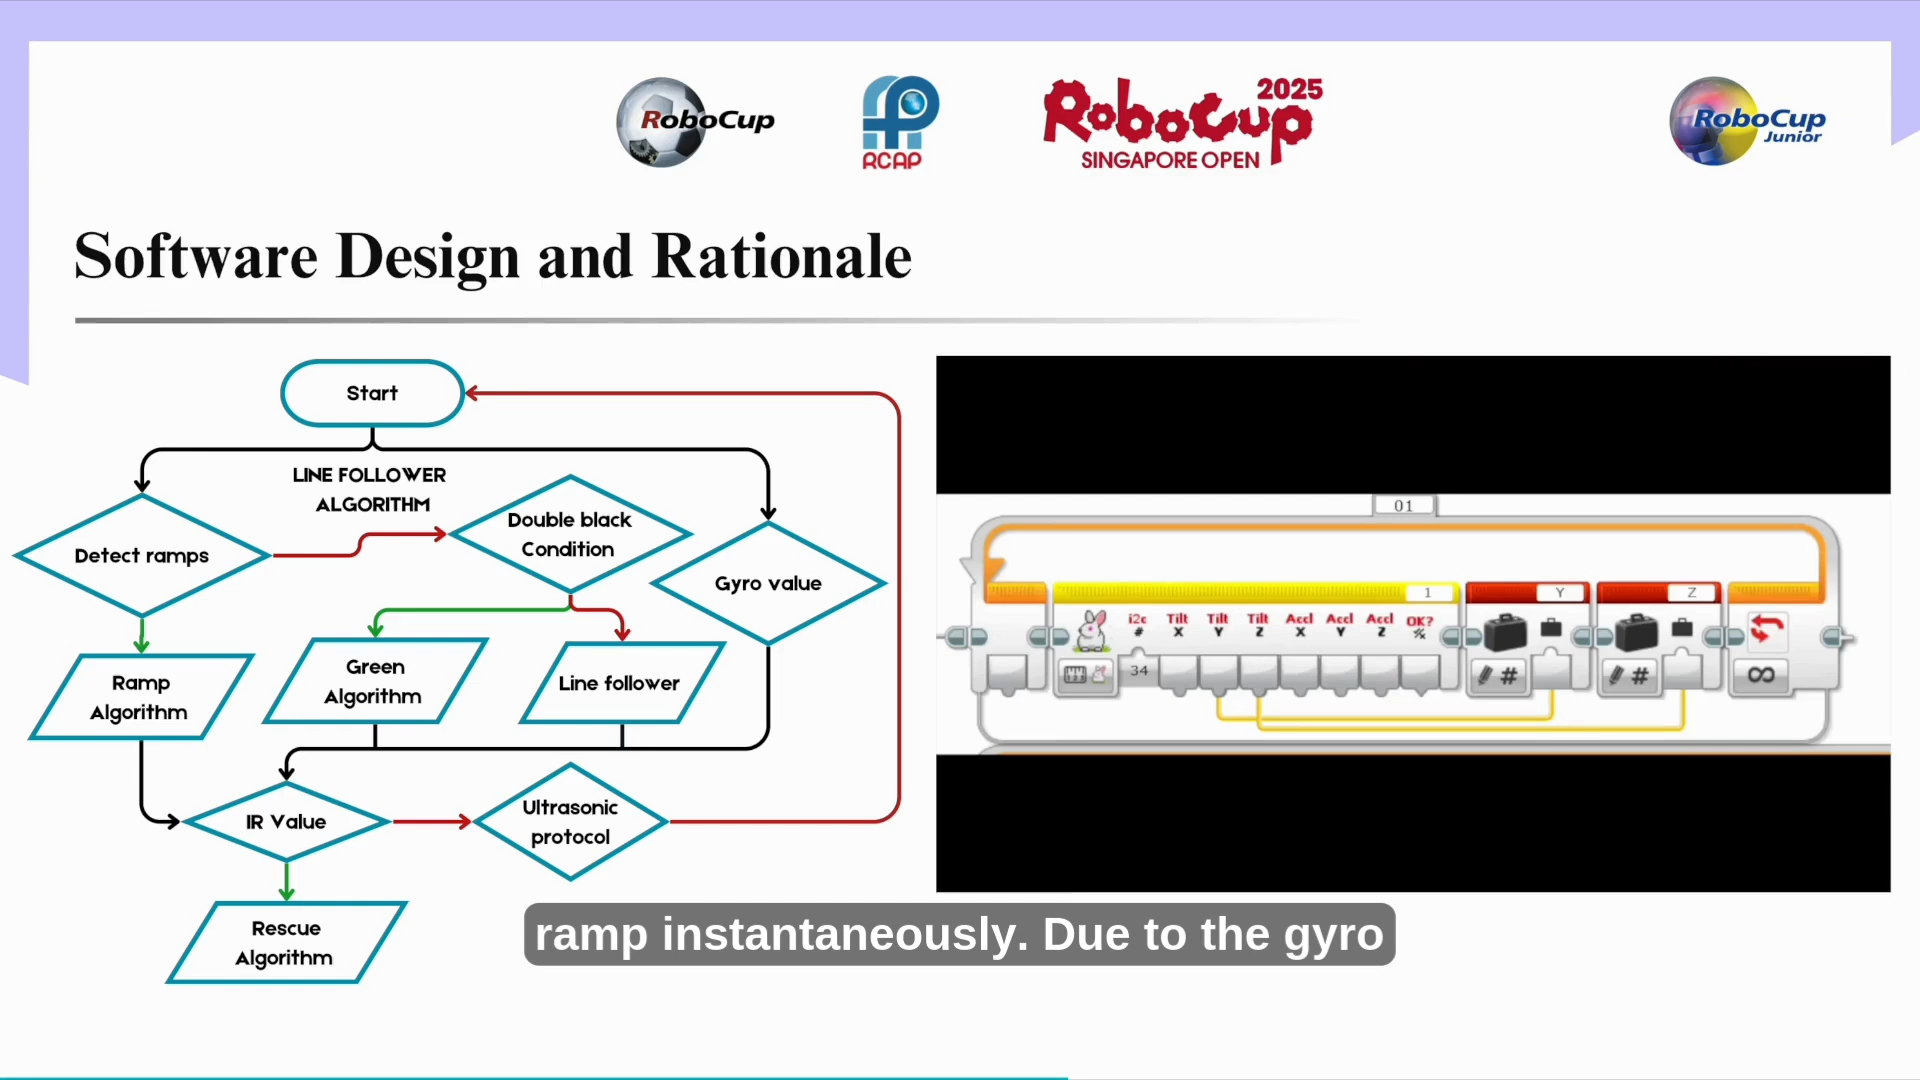 RoboCup
RCAP
2025
RoboCup
SINGAPORE OPEN
RoboCup
Junior
Software Design and Rationale
Start
LINE FOLLOWER
ALGORITHM
Detect ramps
Double black
Condition
Gyro value
Ramp
Algorithm
Green
Algorithm
Line follower
IR Value
Ultrasonic
protocol
Rescue
Algorithm
01
1
Y
Z
i2c
#
Tilt
X
Tilt
Y
Tilt
Z
Accl
X
Accl
Y
Accl
Z
OK?
34
#
#
∞
ramp instantaneously. Due to the gyro